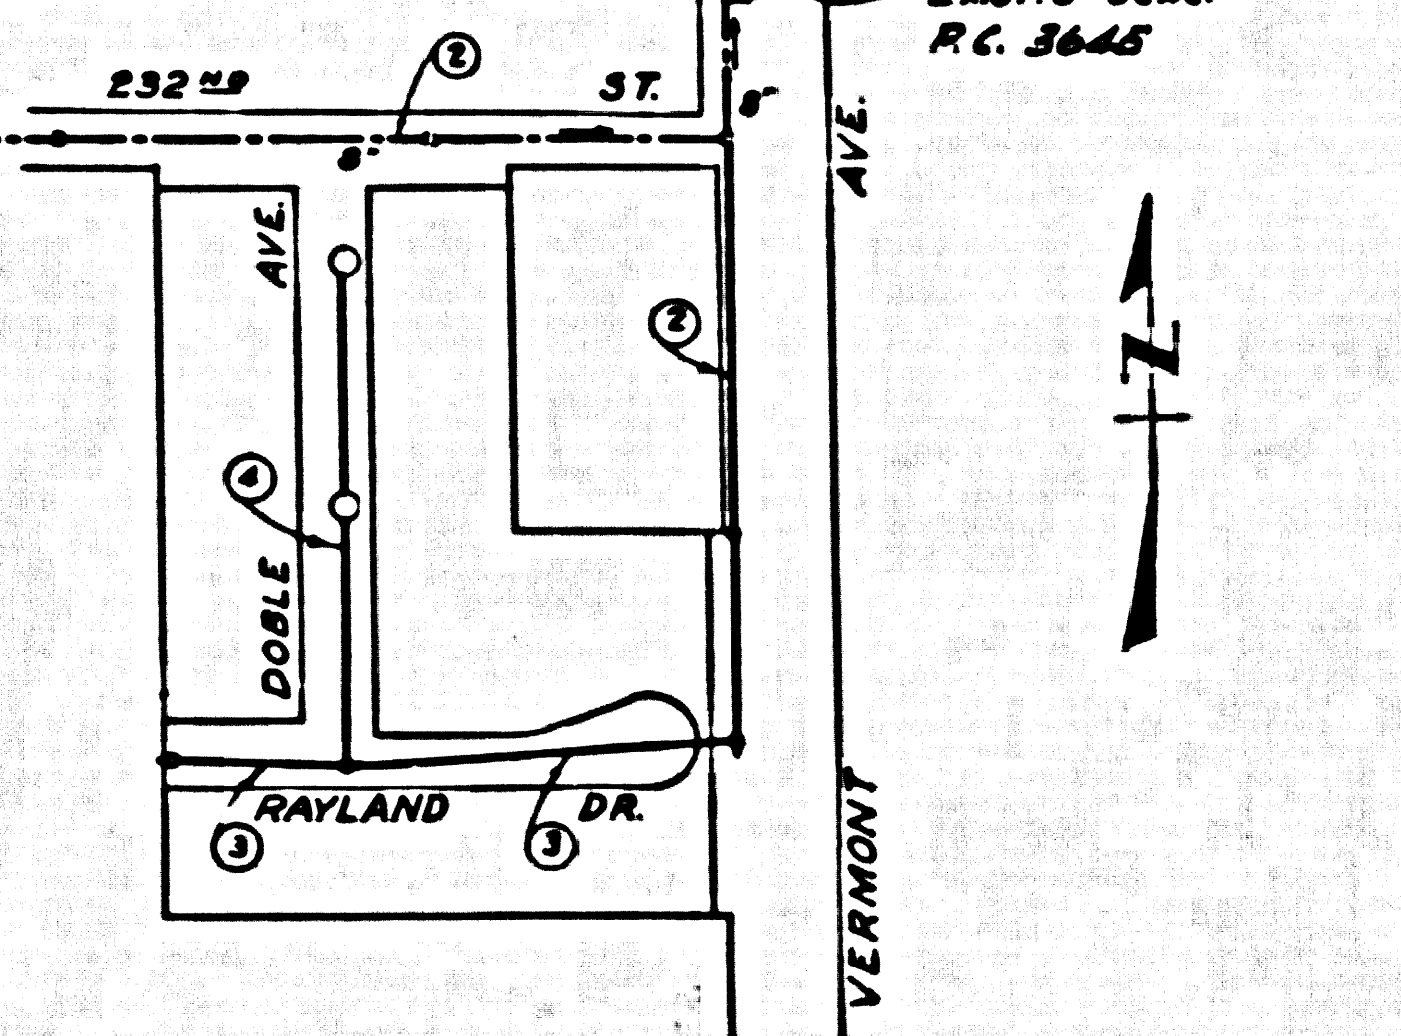 P.C. 3645
2
232ND ST.
8"
8"
AVE.
AVE.
2
N
4
DOBLE
RAYLAND DR.
3
3
VERMONT